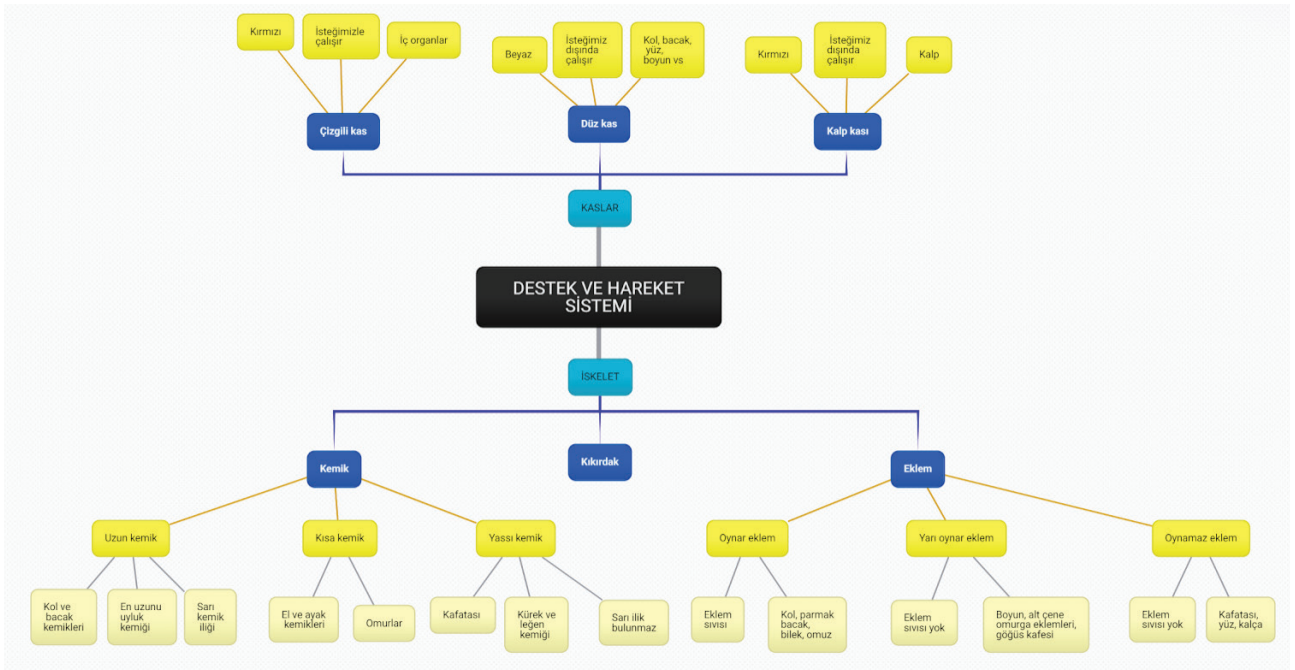 Kırmızı
İsteğimizle
çalışır
İç organlar
Beyaz
İsteğimiz
dışında
çalışır
Kol, bacak,
yüz,
boyun vs
Kırmızı
İsteğimiz
dışında
çalışır
Kalp
Çizgili kas
Düz kas
Kalp kası
KASLAR
DESTEK VE HAREKET
SİSTEMİ
İSKELET
Kemik
Kıkırdak
Eklem
Uzun kemik
Kısa kemik
Yassı kemik
Oynar eklem
Yarı oynar eklem
Oynamaz eklem
Kol ve
bacak
kemikleri
En uzunu
uyluk
kemiği
Sarı
kemik
iliği
El ve ayak
kemikleri
Omurlar
Kafatası
Kürek ve
leğen
kemiği
Sarı ilik
bulunmaz
Eklem
sıvısı
Kol, parmak
bacak,
bilek, omuz
Eklem
sıvısı yok
Boyun, alt çene
omurga eklemleri,
göğüs kafesi
Eklem
sıvısı yok
Kafatası,
yüz, kalça